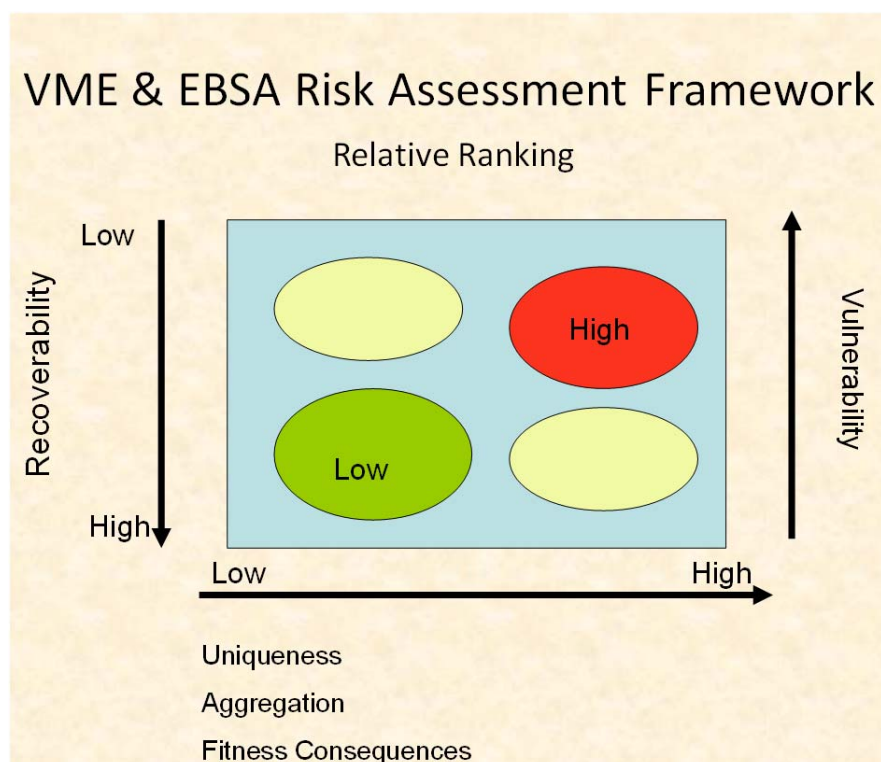 VME & EBSA Risk Assessment Framework
Relative Ranking
Low
Recoverability
High
High
Low
Vulnerability
Low
High
Uniqueness
Aggregation
Fitness Consequences